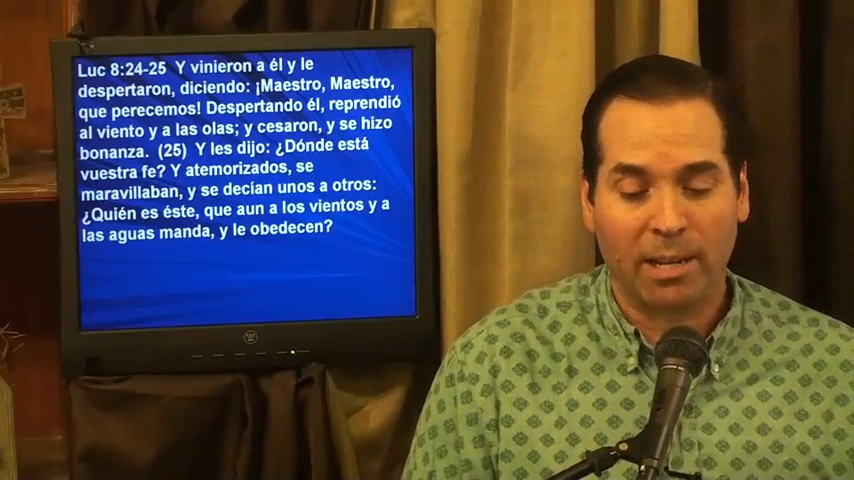 Luc 8:24-25 Y vinieron a él y le
despertaron, diciendo: ¡Maestro, Maestro,
que perecemos! Despertando él, reprendió
al viento y a las olas; y cesaron, y se hizo
bonanza. (25) Y les dijo: ¿Dónde está
vuestra fe? Y atemorizados, se
maravillaban, y se decían unos a otros:
¿Quién es éste, que aun a los vientos y a
las aguas manda, y le obedecen?